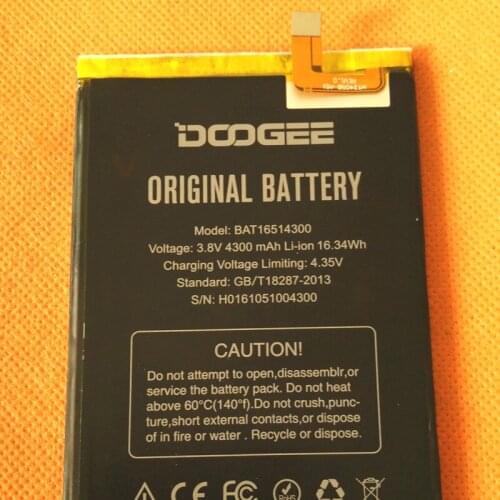 REV1.0
DOOGEE
ORIGINAL BATTERY
Model: BAT16514300
Voltage: 3.8V 4300 mAh Li-ion 16.34Wh
Charging Voltage Limiting: 4.35V
Standard: GB/T18287-2013
S/N: H0161051004300
CAUTION!
Do not attempt to open,disassemblr,or
service the battery pack. Do not heat
above 60°C(140°f).Do not crush,punc-
ture,short external contacts,or dispose
of in fire or water . Recycle or dispose
RoHS